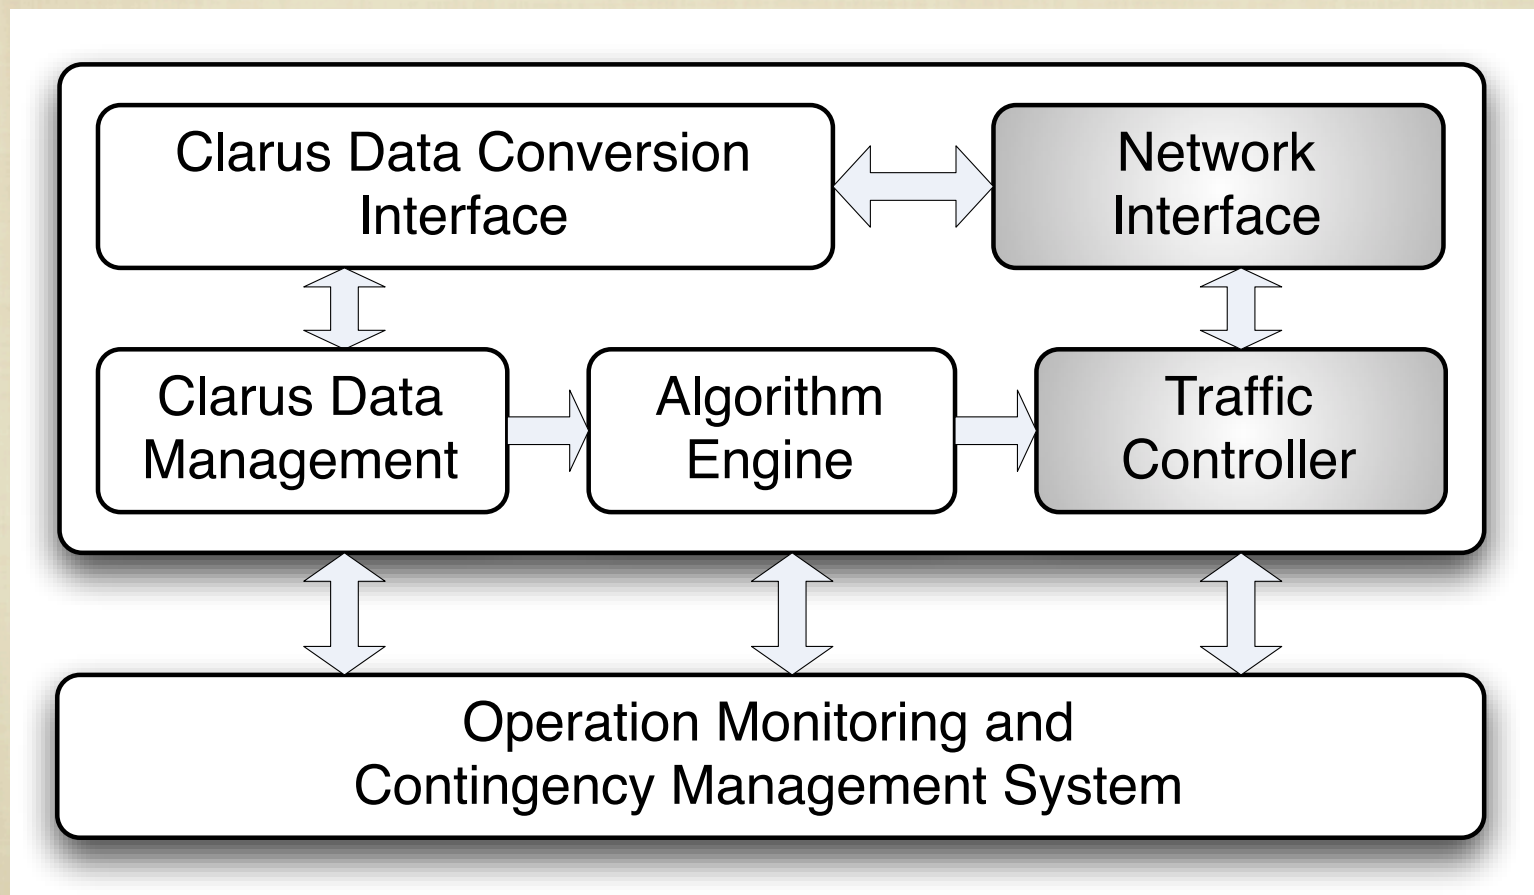 Clarus Data Conversion
Interface
Network
Interface
Clarus Data
Management
Algorithm
Engine
Traffic
Controller
Operation Monitoring and
Contingency Management System